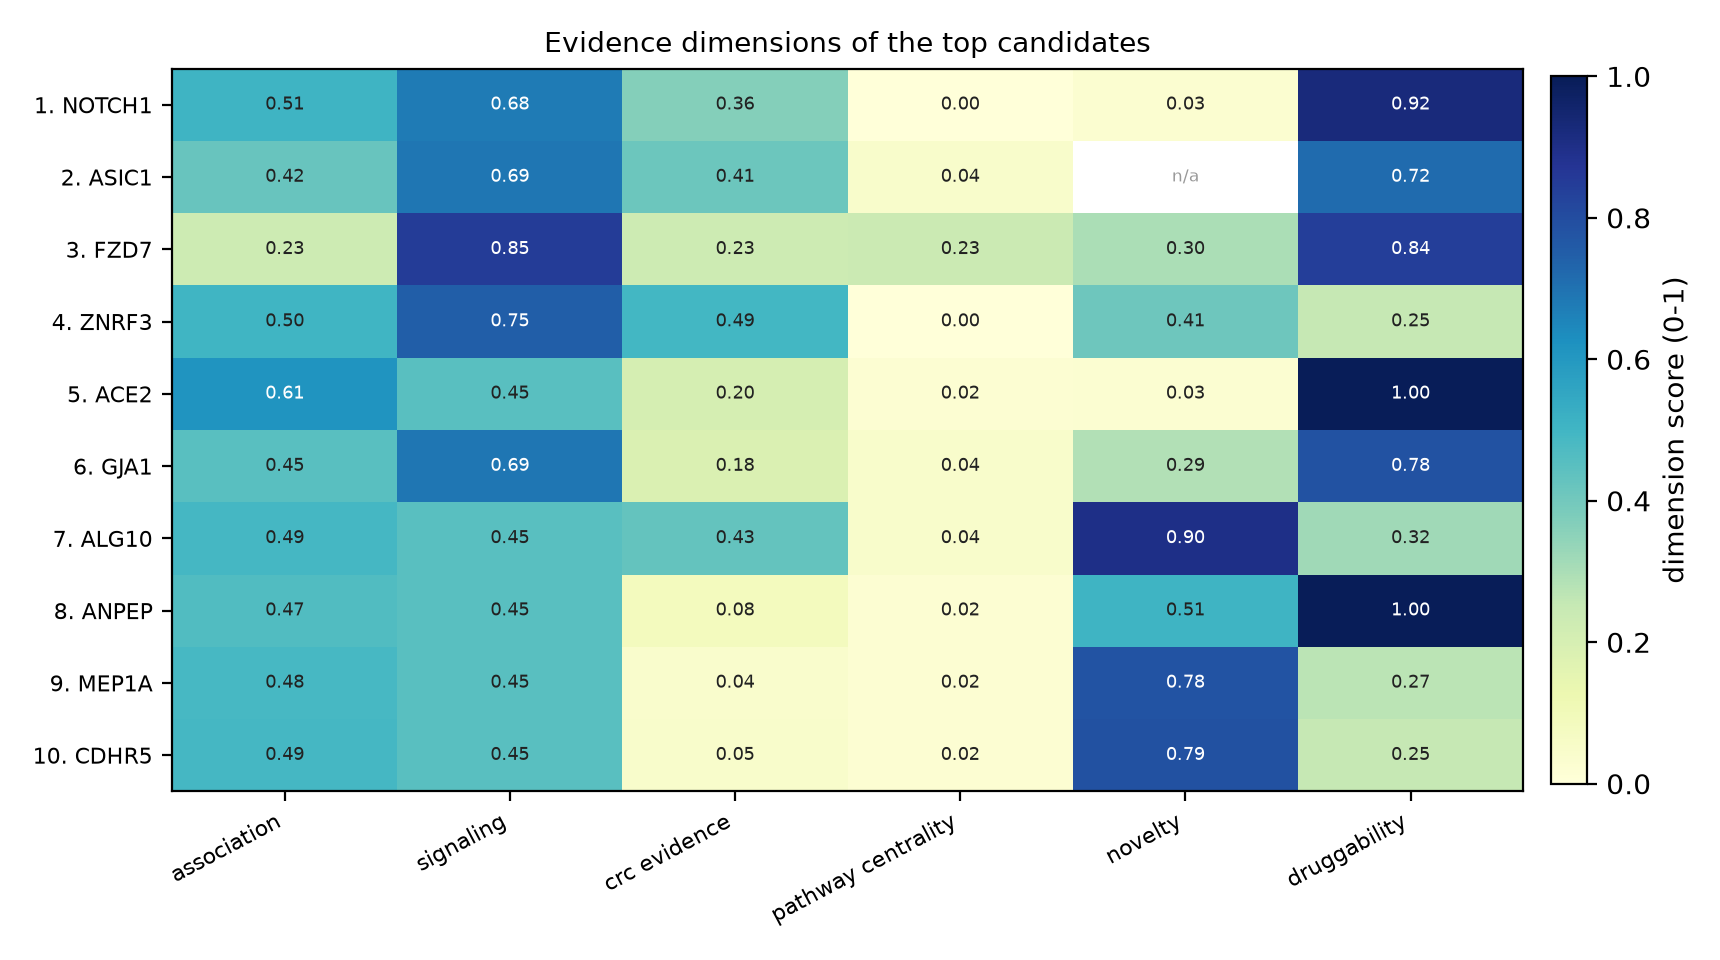 Evidence dimensions of the top candidates
1. NOTCH1 0.51 0.68 0.36 0.00 0.03 0.92
2. ASIC1 0.42 0.69 0.41 0.04 n/a 0.72
3. FZD7 0.23 0.85 0.23 0.23 0.30 0.84
4. ZNRF3 0.50 0.75 0.49 0.00 0.41 0.25
5. ACE2 0.61 0.45 0.20 0.02 0.03 1.00
6. GJA1 0.45 0.69 0.18 0.04 0.29 0.78
7. ALG10 0.49 0.45 0.43 0.04 0.90 0.32
8. ANPEP 0.47 0.45 0.08 0.02 0.51 1.00
9. MEP1A 0.48 0.45 0.04 0.02 0.78 0.27
10. CDHR5 0.49 0.45 0.05 0.02 0.79 0.25
association signaling crc evidence pathway centrality novelty druggability
1.0
0.8
0.6
0.4
0.2
0.0
dimension score (0-1)